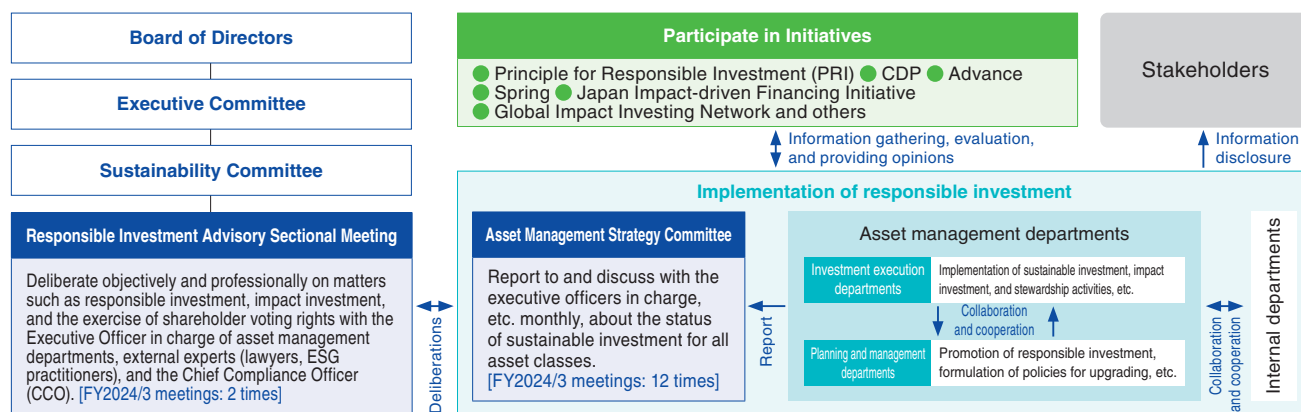 Board of Directors
Executive Committee
Sustainability Committee
Responsible Investment Advisory Sectional Meeting
Deliberate objectively and professionally on matters
such as responsible investment, impact investment,
and the exercise of shareholder voting rights with the
Executive Officer in charge of asset management
departments, external experts (lawyers, ESG
practitioners), and the Chief Compliance Officer
(CCO). [FY2024/3 meetings: 2 times]
Deliberations
Participate in Initiatives
● Principle for Responsible Investment (PRI) ● CDP ● Advance
● Spring ● Japan Impact-driven Financing Initiative
● Global Impact Investing Network and others
Stakeholders
Information gathering, evaluation,
and providing opinions
Information
disclosure
Implementation of responsible investment
Asset Management Strategy Committee
Report to and discuss with the
executive officers in charge,
etc. monthly, about the status
of sustainable investment for all
asset classes.
[FY2024/3 meetings: 12 times]
Report
Asset management departments
Investment execution
departments
Implementation of sustainable investment, impact
investment, and stewardship activities, etc.
Collaboration
and cooperation
Planning and management
departments
Promotion of responsible investment,
formulation of policies for upgrading, etc.
Collaboration
and cooperation
Internal departments